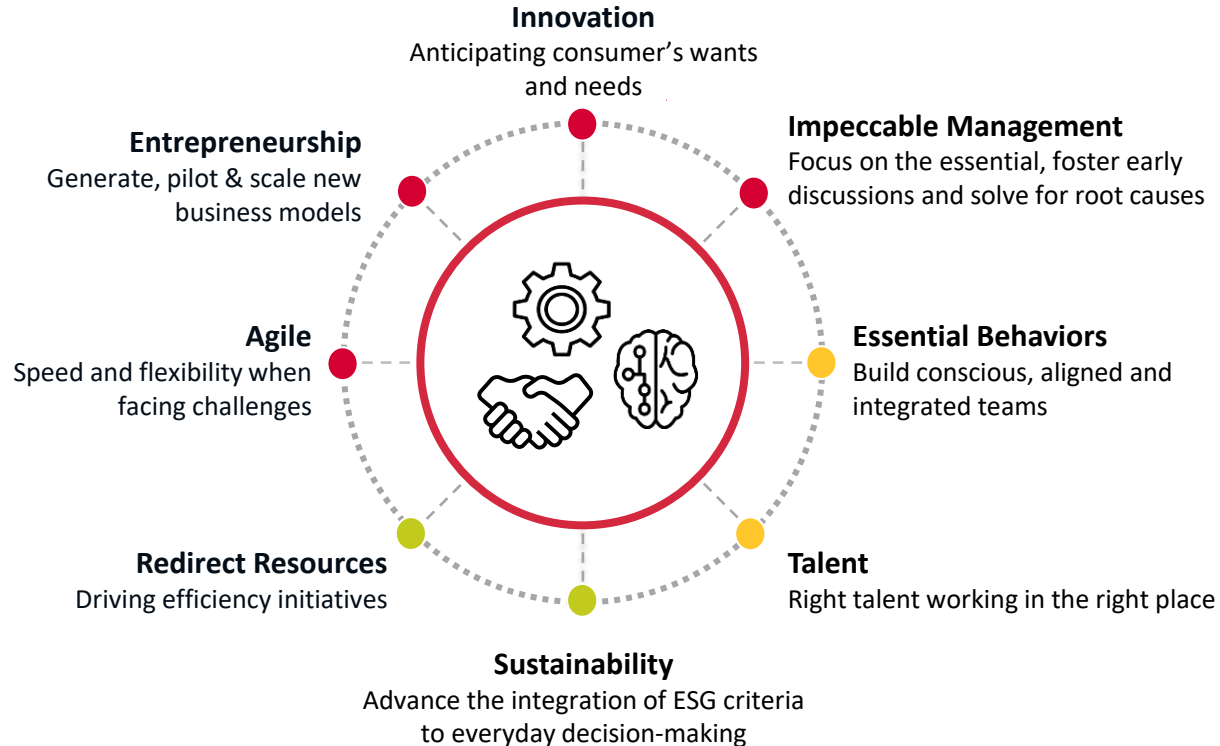 Innovation
Anticipating consumer’s wants
and needs
Impeccable Management
Focus on the essential, foster early
discussions and solve for root causes
Essential Behaviors
Build conscious, aligned and
integrated teams
Talent
Right talent working in the right place
Sustainability
Advance the integration of ESG criteria
to everyday decision-making
Redirect Resources
Driving efficiency initiatives
Agile
Speed and flexibility when
facing challenges
Entrepreneurship
Generate, pilot & scale new
business models